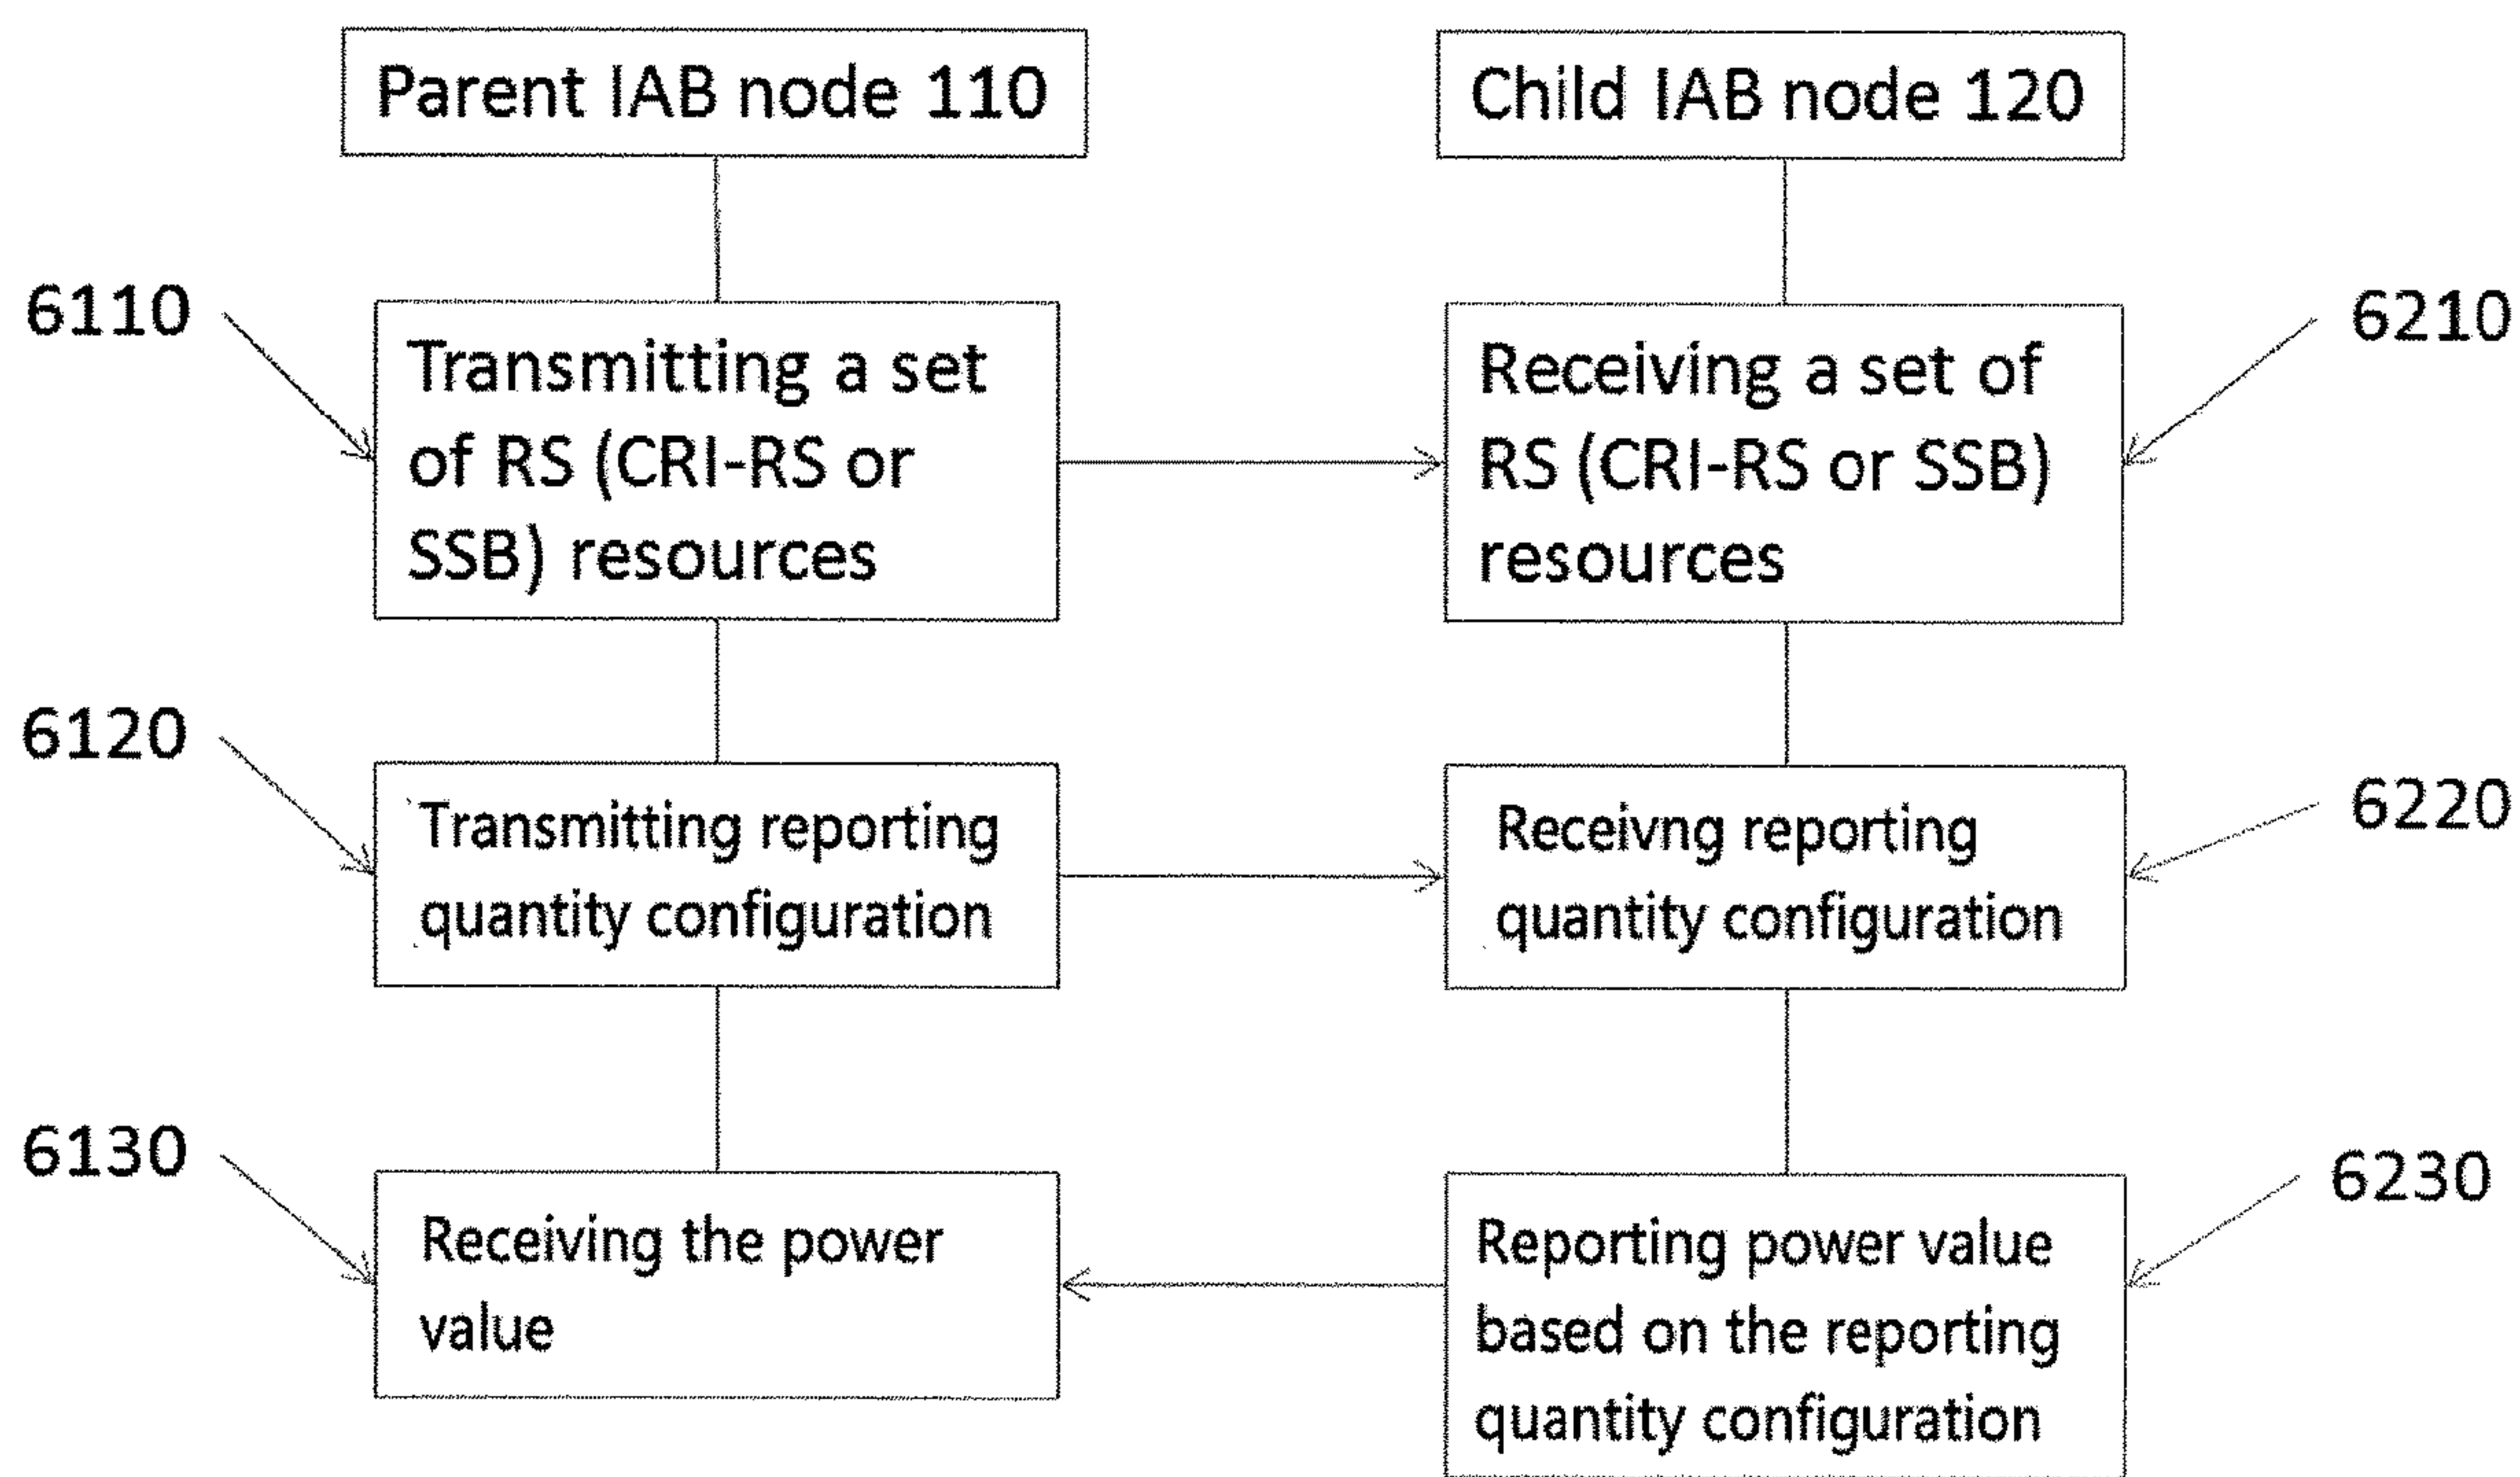 Parent IAB node 110
Child IAB node 120
6110
Transmitting a set
of RS (CRI-RS or
SSB) resources
Receiving a set of
RS (CRI-RS or SSB)
resources
6210
6120
Transmitting reporting
quantity configuration
Receivng reporting
quantity configuration
6220
6130
Receiving the power
value
Reporting power value
based on the reporting
quantity configuration
6230